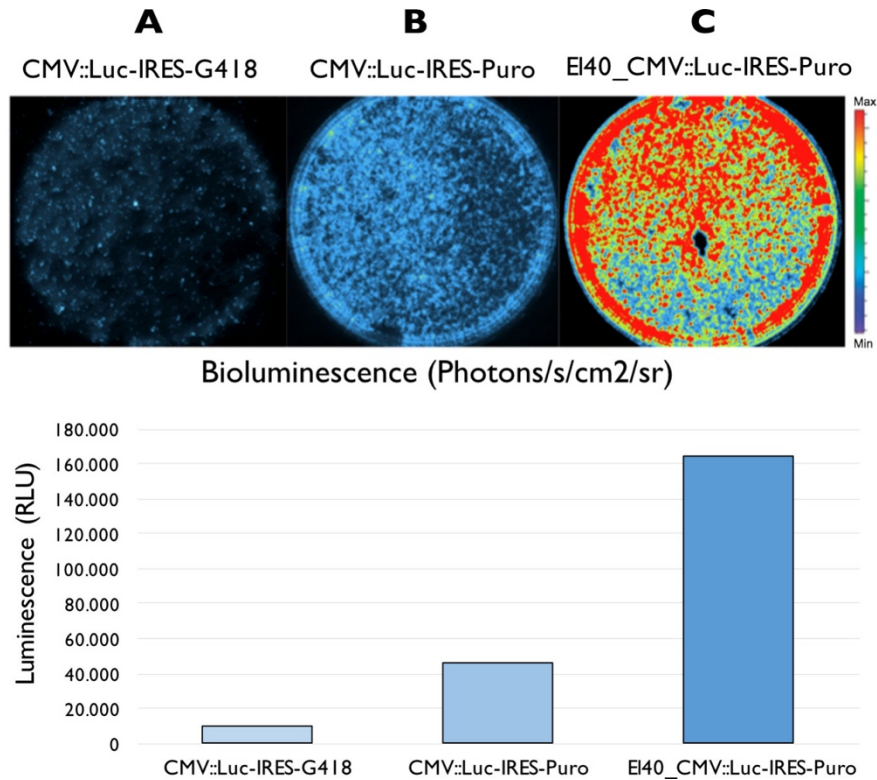 A B C
CMV::Luc-IRES-G418 CMV::Luc-IRES-Puro EI40_CMV::Luc-IRES-Puro
Max
Min
Bioluminescence (Photons/s/cm2/sr)
Luminescence (RLU)
180.000
160.000
140.000
120.000
100.000
80.000
60.000
40.000
20.000
0
CMV::Luc-IRES-G418 CMV::Luc-IRES-Puro EI40_CMV::Luc-IRES-Puro